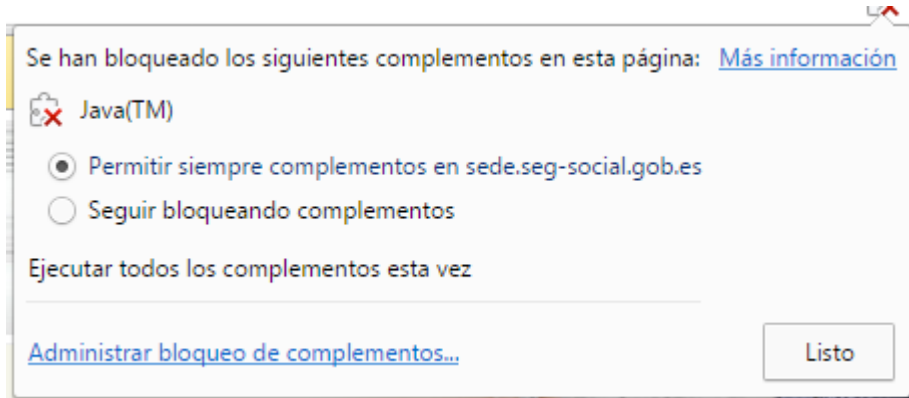 Se han bloqueado los siguientes complementos en esta página: Más información
Java(TM)
Permitir siempre complementos en sede.seg-social.gob.es
Seguir bloqueando complementos
Ejecutar todos los complementos esta vez
Administrar bloqueo de complementos... Listo